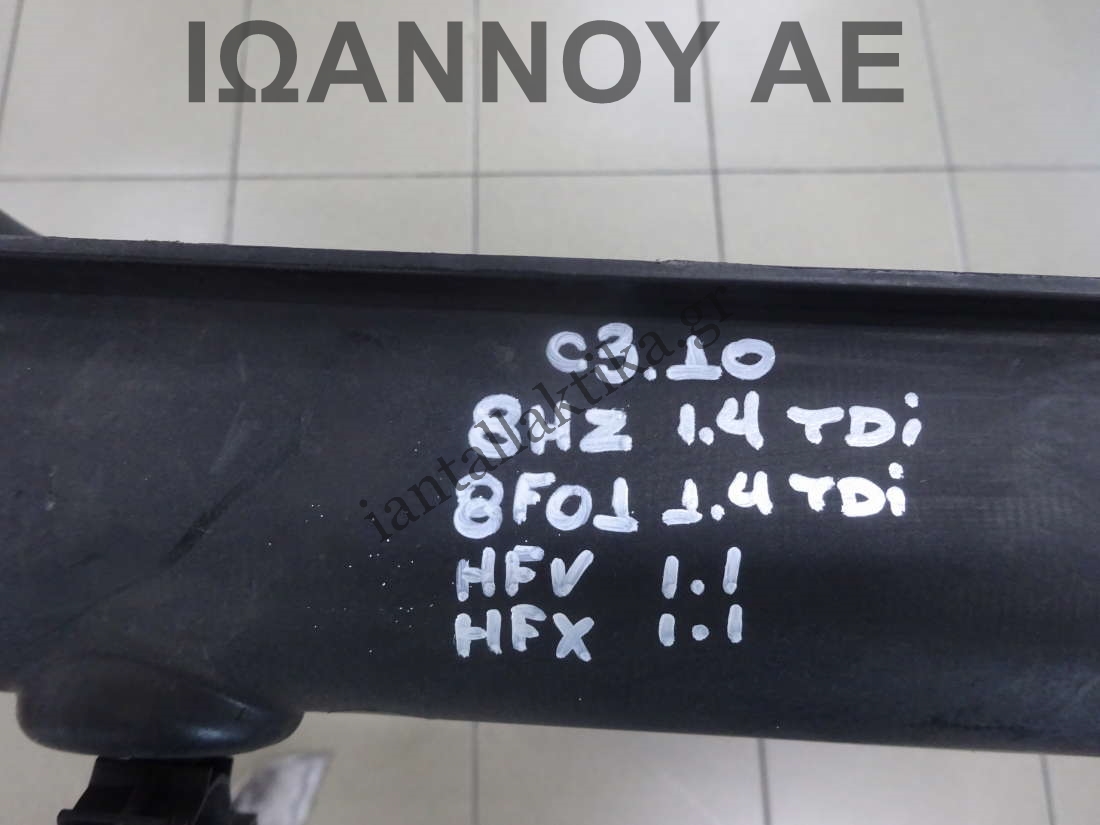 ΙΩΑΝΝΟΥ ΑΕ
c3.10
8HZ 1.4 TDi
8F01 1.4 TDi
HFV 1.1
HFX 1.1
iantallaktika.gr